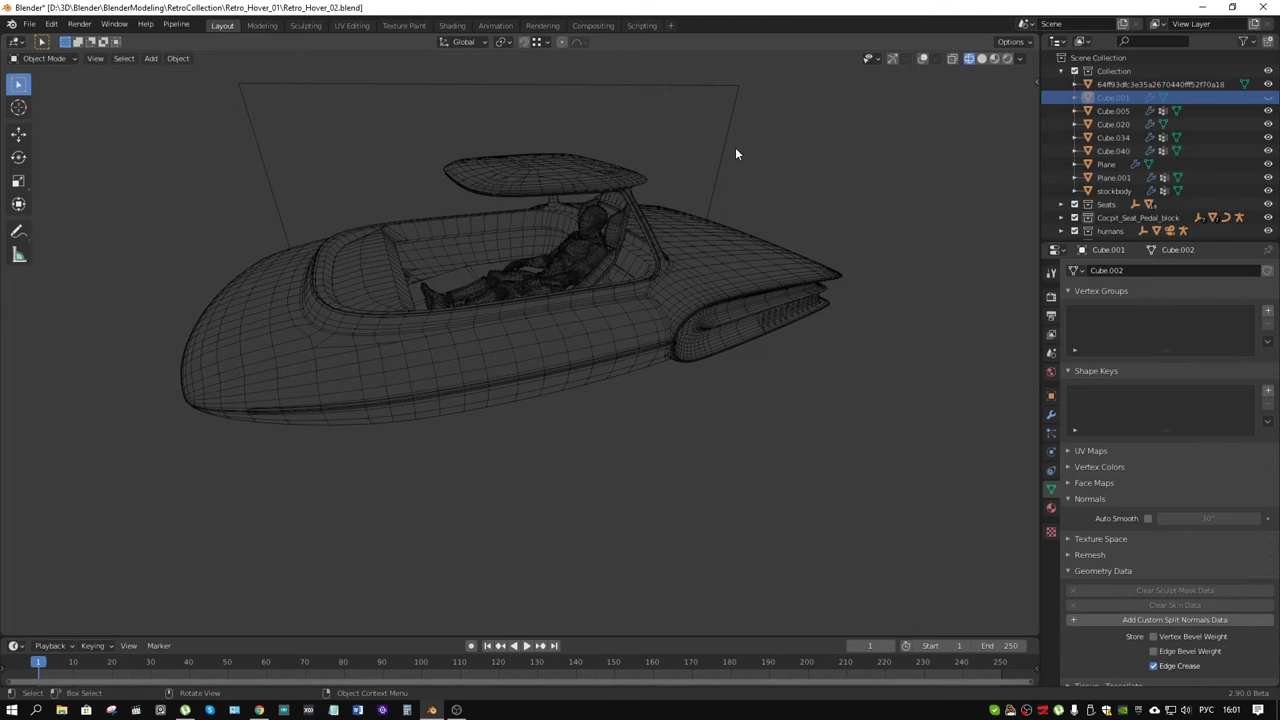 Blender* [D:\3D\Blender\BlenderModeling\RetroCollection\Retro_Hover_01\Retro_Hover_02.blend]
File Edit Render Window Help Pipeline Layout Modeling Sculpting UV Editing Texture Paint Shading Animation Rendering Compositing Scripting + Scene View Layer
Global Options
Object Mode View Select Add Object
Scene Collection
Collection
64ff93dfc3e35a2670440fff52f70a18
Cube.001
Cube.005
Cube.020
Cube.034
Cube.040
Plane
Plane.001
stockbody
Seats
Cocpit_Seat_Pedal_block
humans
Cube.001 Cube.002
Cube.002
Vertex Groups
Shape Keys
UV Maps
Vertex Colors
Face Maps
Normals
Auto Smooth 30°
Texture Space
Remesh
Geometry Data
Clear Sculpt Mask Data
Clear Skin Data
Add Custom Split Normals Data
Store Vertex Bevel Weight
Edge Bevel Weight
Edge Crease
Playback Keying View Marker 1 Start 1 End 250
1 10 20 30 40 50 60 70 80 90 100 110 120 130 140 150 160 170 180 190 200 210 220 230 240 250
Select Box Select Rotate View Object Context Menu 2.90.0 Beta
РУС 16:01